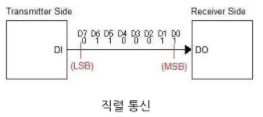 Transmitter Side
Receiver Side
D7 D6 D5 D4 D3 D2 D1 D0
0 1 1 0 0 0 1 1
DI
DO
(LSB)
(MSB)
직렬 통신